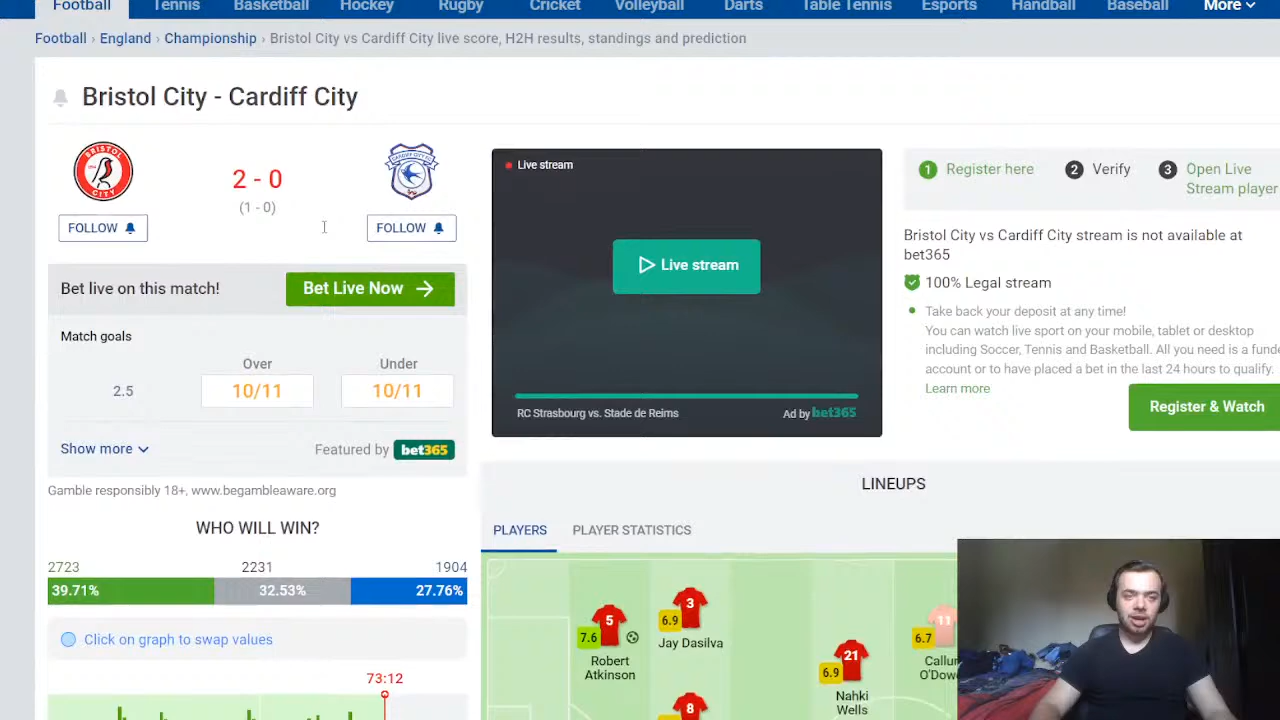 Football Tennis Basketball Hockey Rugby Cricket Volleyball Darts Table Tennis Esports Handball Baseball More
Football › England › Championship › Bristol City vs Cardiff City live score, H2H results, standings and prediction
Bristol City - Cardiff City
BRISTOL CITY
CARDIFF CITY FC
2 - 0
(1 - 0)
FOLLOW
FOLLOW
Bet live on this match!
Bet Live Now
Match goals
Over Under
2.5 10/11 10/11
Show more
Featured by bet365
Gamble responsibly 18+, www.begambleaware.org
WHO WILL WIN?
2723 2231 1904
39.71% 32.53% 27.76%
Click on graph to swap values
73:12
Live stream
Live stream
RC Strasbourg vs. Stade de Reims
Ad by bet365
1 Register here 2 Verify 3 Open Live
Stream player
Bristol City vs Cardiff City stream is not available at
bet365
100% Legal stream
Take back your deposit at any time!
You can watch live sport on your mobile, tablet or desktop
including Soccer, Tennis and Basketball. All you need is a funde
account or to have placed a bet in the last 24 hours to qualify.
Learn more
Register & Watch
LINEUPS
PLAYERS PLAYER STATISTICS
5
7.6
Robert
Atkinson
3
6.9
Jay Dasilva
8
21
6.9
Nahki
Wells
11
6.7
Callu
O'Dow